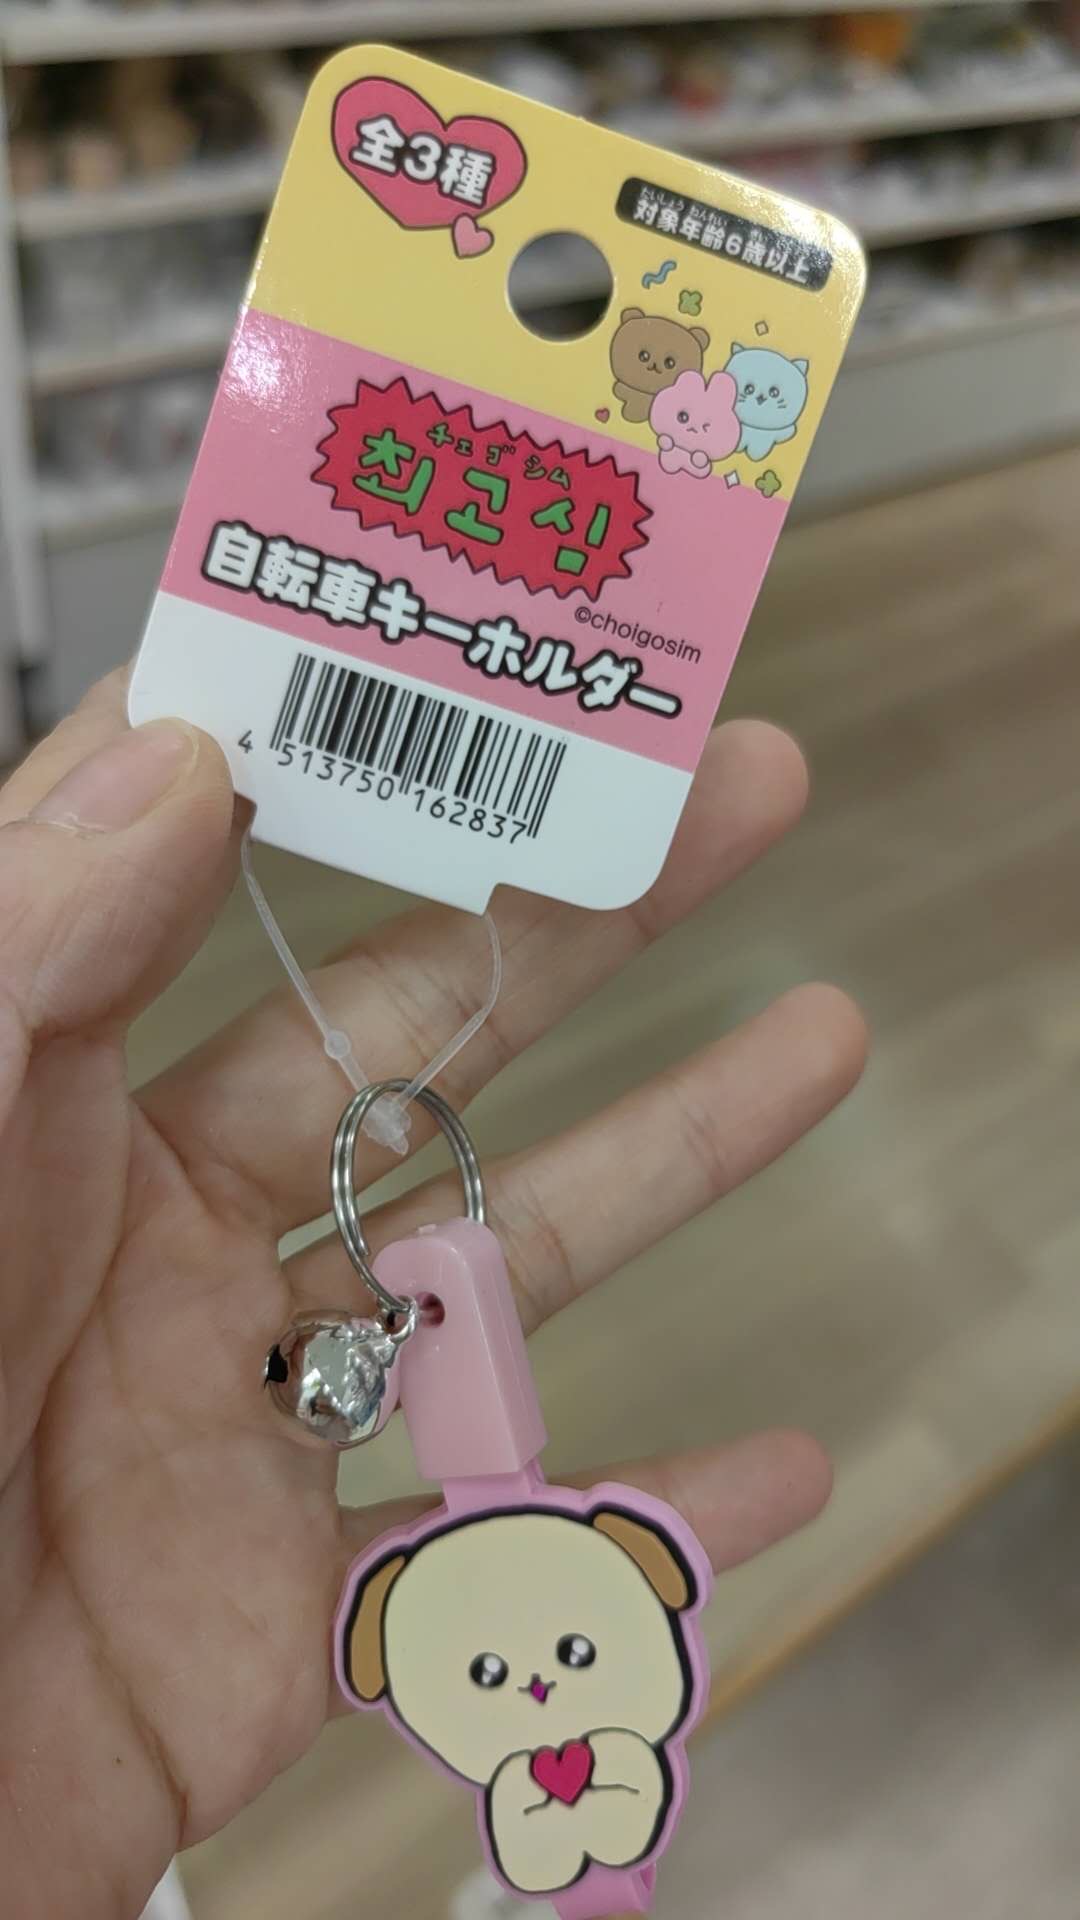 全3種
たいしょう ねんれい さい いじょう
対象年齢6歳以上
チェゴシム
최고심
©choigosim
自転車キーホルダー
4 513750 162837